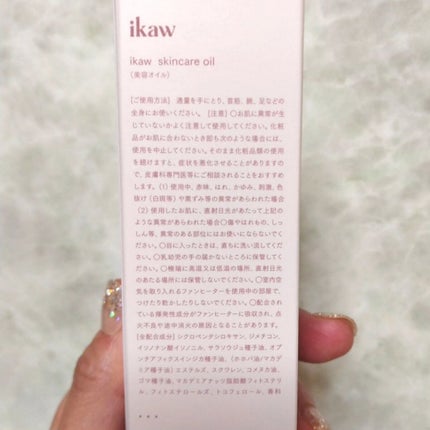 ikaw
ikaw skincare oil
(美容オイル)
[ご使用方法] 適量を手にとり、首筋、腕、足などの
全身にお使いください。 [注意] ○お肌に異常が生
じていないかよく注意して使用してください。化粧
品がお肌に合わないとき即ち次のような場合には、
使用を中止してください。そのまま化粧品類の使用
を続けますと、症状を悪化させることがありますの
で、皮膚科専門医等にご相談されることをおすすめ
します。(1)使用中、赤味、はれ、かゆみ、刺激、色
抜け(白斑等)や黒ずみ等の異常があらわれた場合
(2)使用したお肌に、直射日光があたって上記のよ
うな異常があらわれた場合○傷やはれもの、しっ
しん等、異常のある部位にはお使いにならないでく
ださい。○目に入ったときは、直ちに洗い流してくだ
さい。○乳幼児の手の届かないところに保管してく
ださい。○極端に高温又は低温の場所、直射日光
のあたる場所には保管しないでください。○室内空
気を取り入れるファンヒーターを使用中の部屋で、
つけたり乾かしたりしないでください。○配合され
ている揮発性成分がファンヒーターに吸収され、点
火不良や途中消火の原因となることがあります。
[全配合成分] シクロペンタシロキサン、ジメチコン、
イソノナン酸イソノニル、サラソウジュ種子油、オプ
ンチアフィクスインジカ種子油、(ホホバ油/マカデ
ミア種子油)エステルズ、スクワレン、コメヌカ油、
ゴマ種子油、マカデミアナッツ脂肪酸フィトステリ
ル、フィトステロールズ、トコフェロール、香料